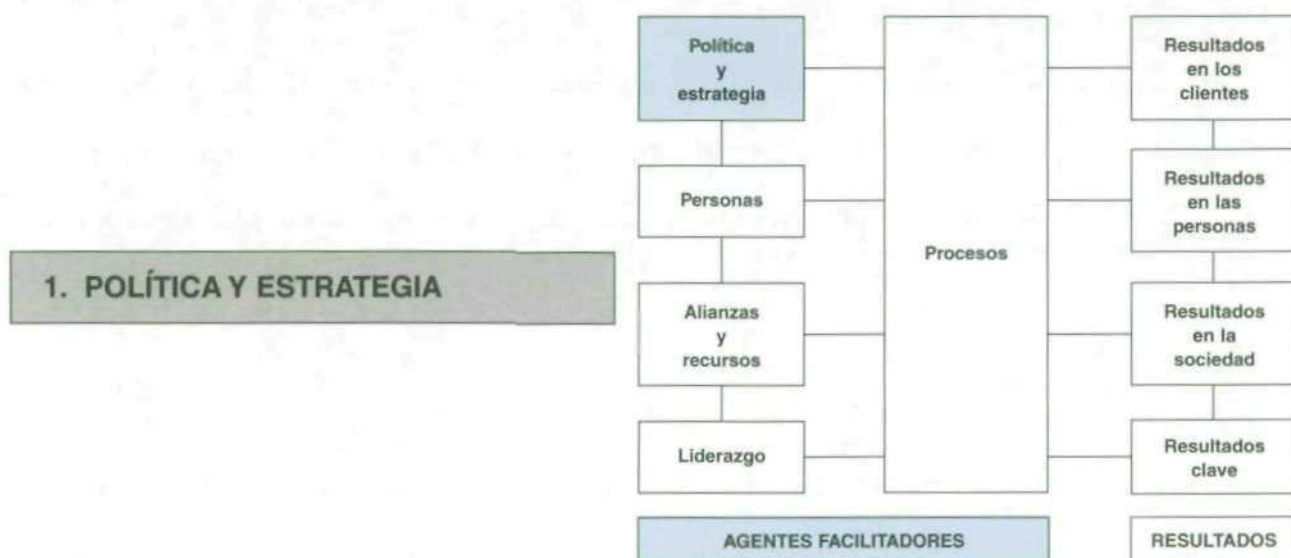 1. POLÍTICA Y ESTRATEGIA
Política
y
estrategia
Personas
Alianzas
y
recursos
Liderazgo
Procesos
Resultados
en los
clientes
Resultados
en las
personas
Resultados
en la
sociedad
Resultados
clave
AGENTES FACILITADORES
RESULTADOS